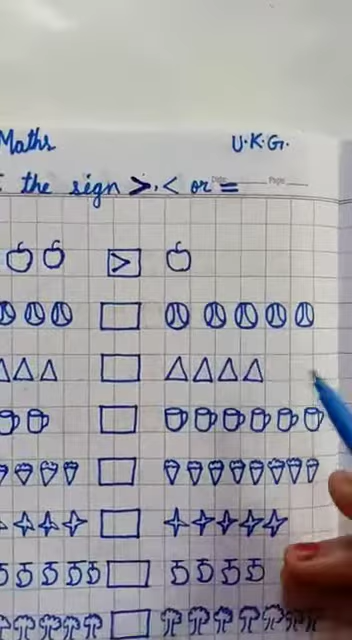 Maths U.K.G.
the sign >, < or =
Date Page
>